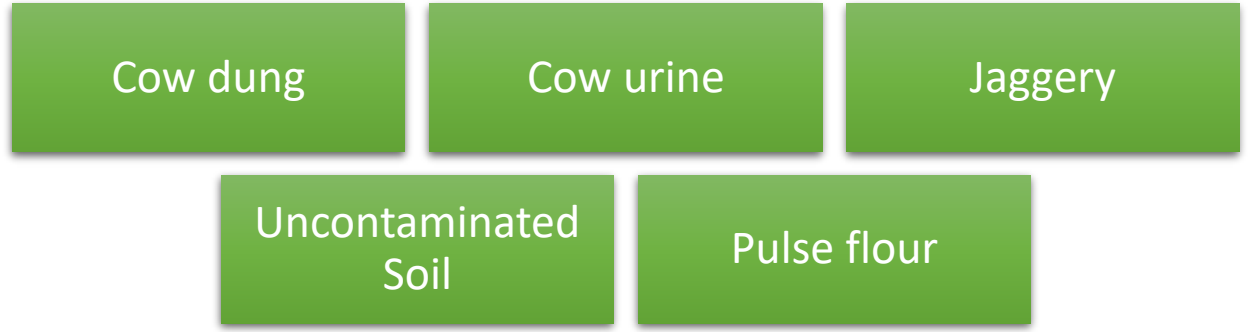 Cow dung
Cow urine
Jaggery
Uncontaminated
Soil
Pulse flour